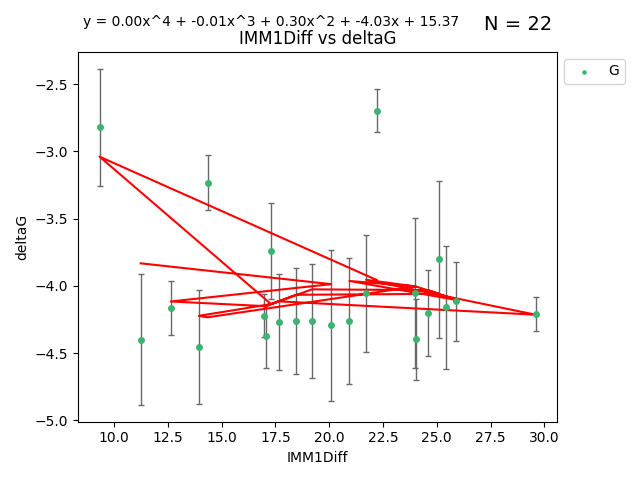 y = 0.00x^4 + -0.01x^3 + 0.30x^2 + -4.03x + 15.37
N = 22
IMM1Diff vs deltaG
G
deltaG
−2.5
−3.0
−3.5
−4.0
−4.5
−5.0
10.0 12.5 15.0 17.5 20.0 22.5 25.0 27.5 30.0
IMM1Diff